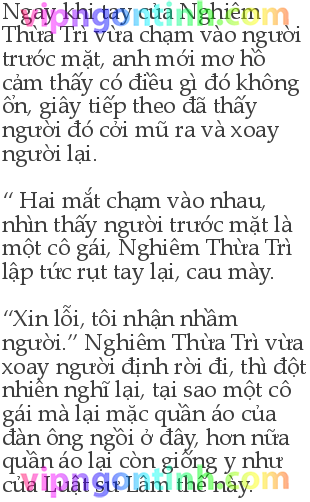 Ngay khi tay của Nghiêm
Thừa Trì vừa chạm vào người
trước mặt, anh mới mơ hồ
cảm thấy có điều gì đó không
ổn, giây tiếp theo đã thấy
người đó cởi mũ ra và xoay
người lại.
“ Hai mắt chạm vào nhau,
nhìn thấy người trước mặt là
một cô gái, Nghiêm Thừa Trì
lập tức rụt tay lại, cau mày.
“Xin lỗi, tôi nhận nhầm
người.” Nghiêm Thừa Trì vừa
xoay người định rời đi, thì đột
nhiên nghĩ lại, tại sao một cô
gái mà lại mặc quần áo của
đàn ông ngồi ở đây, hơn nữa
quần áo lại còn giống y như
của Luật sư Lâm thế này.
vipngontinh.com
vipngontinh.com